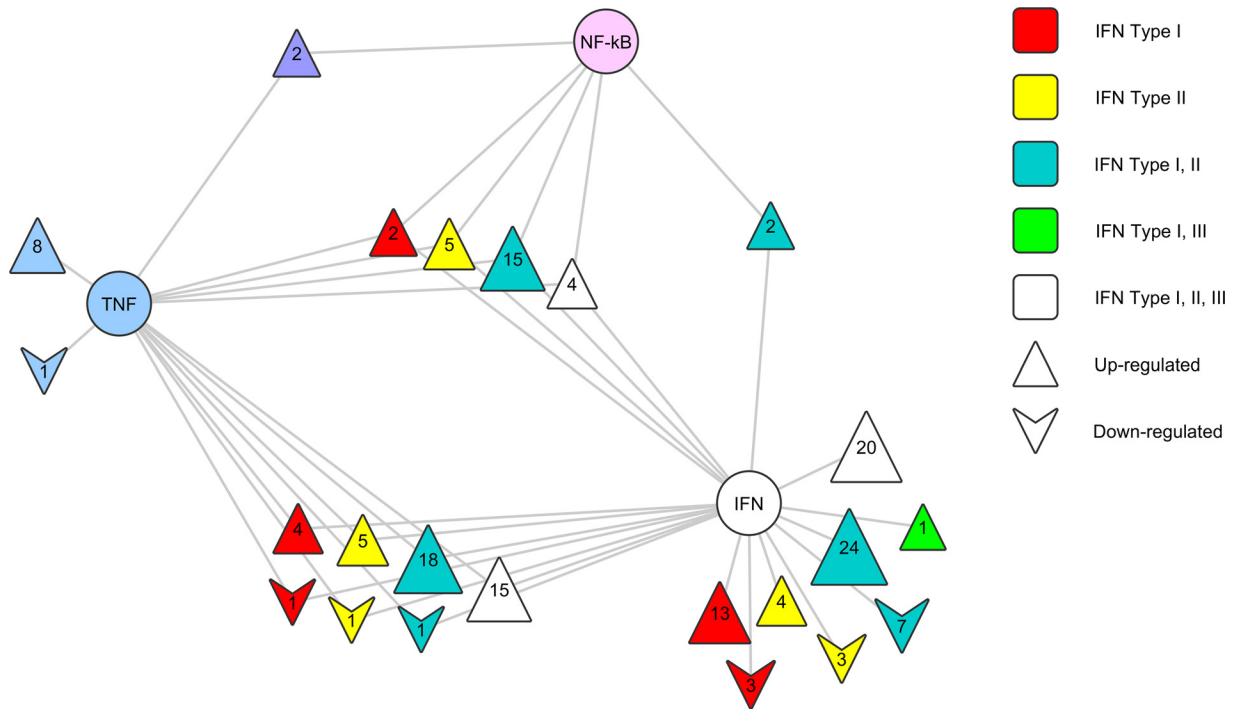 NF-kB
2
IFN Type I
IFN Type II
IFN Type I, II
IFN Type I, III
IFN Type I, II, III
Up-regulated
Down-regulated
8
TNF
1
2
5
15
4
2
20
IFN
1
24
4
5
18
15
1
1
1
13
4
7
3
3